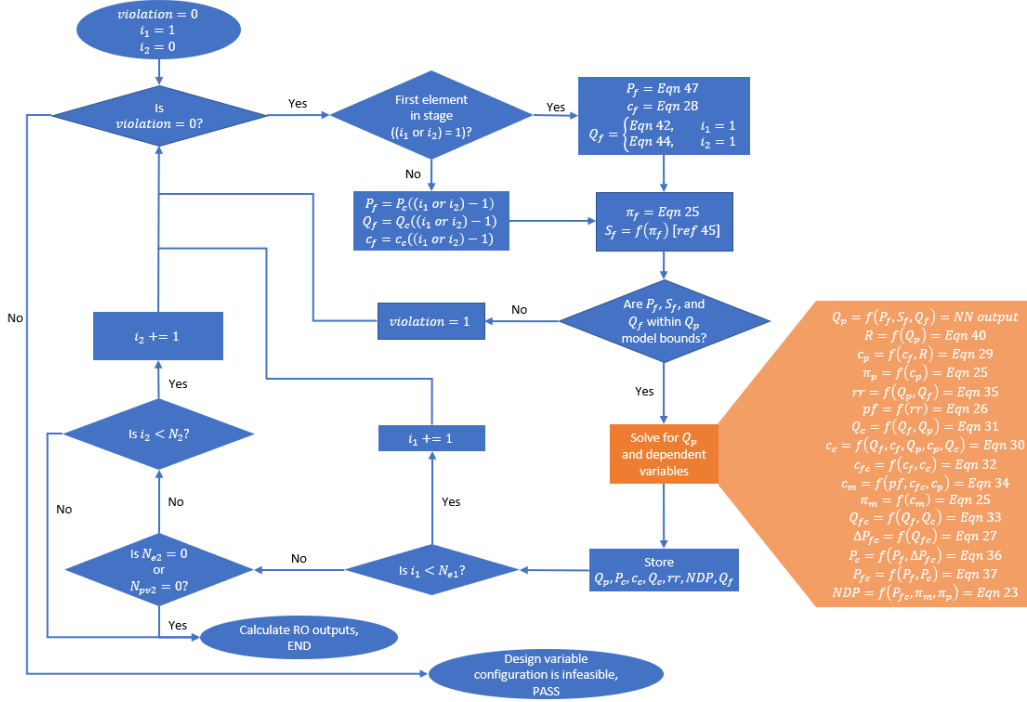 violation = 0
i₁ = 1
i₂ = 0
Is
violation = 0?
Yes
First element
in stage
((i₁ or i₂) = 1)?
Yes
P_f = Eqn 47
c_f = Eqn 28
Q_f = {Eqn 42, i₁ = 1
Eqn 44, i₂ = 1
No
P_f = P_c((i₁ or i₂) − 1)
Q_f = Q_c((i₁ or i₂) − 1)
c_f = c_c((i₁ or i₂) − 1)
π_f = Eqn 25
S_f = f(π_f) [ref 45]
Are P_f, S_f, and
Q_f within Q_p
model bounds?
No
violation = 1
No
i₂ += 1
Yes
Is i₂ < N₂?
No
No
i₁ += 1
Yes
Yes
Solve for Q_p
and dependent
variables
Q_p = f(P_f, S_f, Q_f) = NN output
R = f(Q_p) = Eqn 40
c_p = f(c_f, R) = Eqn 29
π_p = f(c_p) = Eqn 25
rr = f(Q_p, Q_f) = Eqn 35
pf = f(rr) = Eqn 26
Q_c = f(Q_f, Q_p) = Eqn 31
c_c = f(Q_f, c_f, Q_p, c_p, Q_c) = Eqn 30
c_fc = f(c_f, c_c) = Eqn 32
c_m = f(pf, c_fc, c_p) = Eqn 34
π_m = f(c_m) = Eqn 25
Q_fc = f(Q_f, Q_c) = Eqn 33
ΔP_fc = f(Q_fc) = Eqn 27
P_c = f(P_f, ΔP_fc) = Eqn 36
P_fc = f(P_f, P_c) = Eqn 37
NDP = f(P_fc, π_m, π_p) = Eqn 23
Is N_e2 = 0
or
N_pv2 = 0?
No
Is i₁ < N_e1?
Store
Q_p, P_c, c_c, Q_c, rr, NDP, Q_f
Yes
Calculate RO outputs,
END
Design variable
configuration is infeasible,
PASS